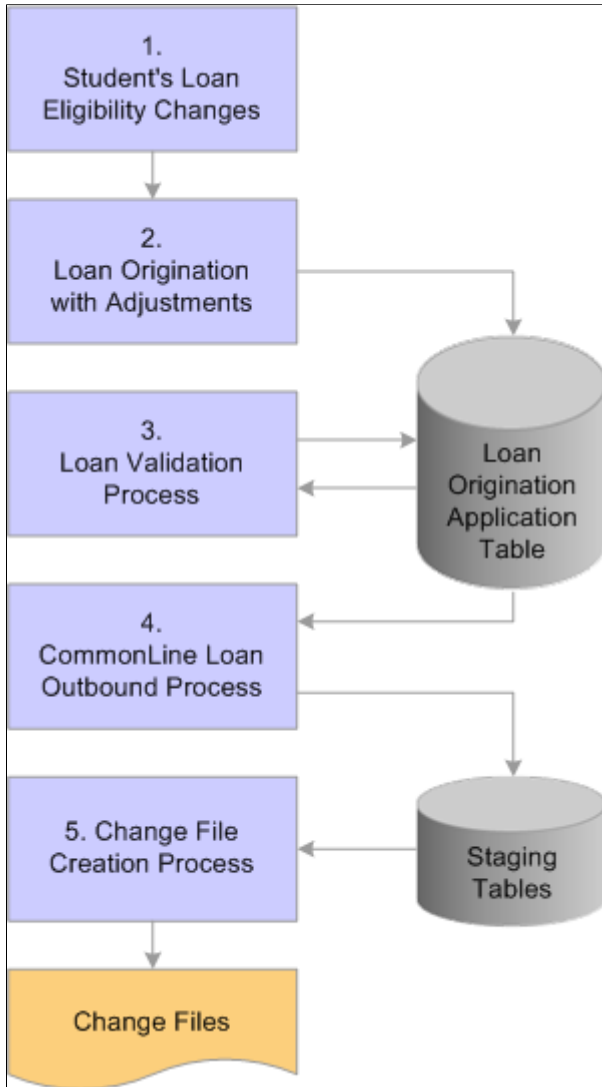 1.
Student's Loan
Eligibility Changes
2.
Loan Origination
with Adjustments
3.
Loan Validation
Process
Loan
Origination
Application
Table
4.
CommonLine Loan
Outbound Process
5. Change File
Creation Process
Staging
Tables
Change Files